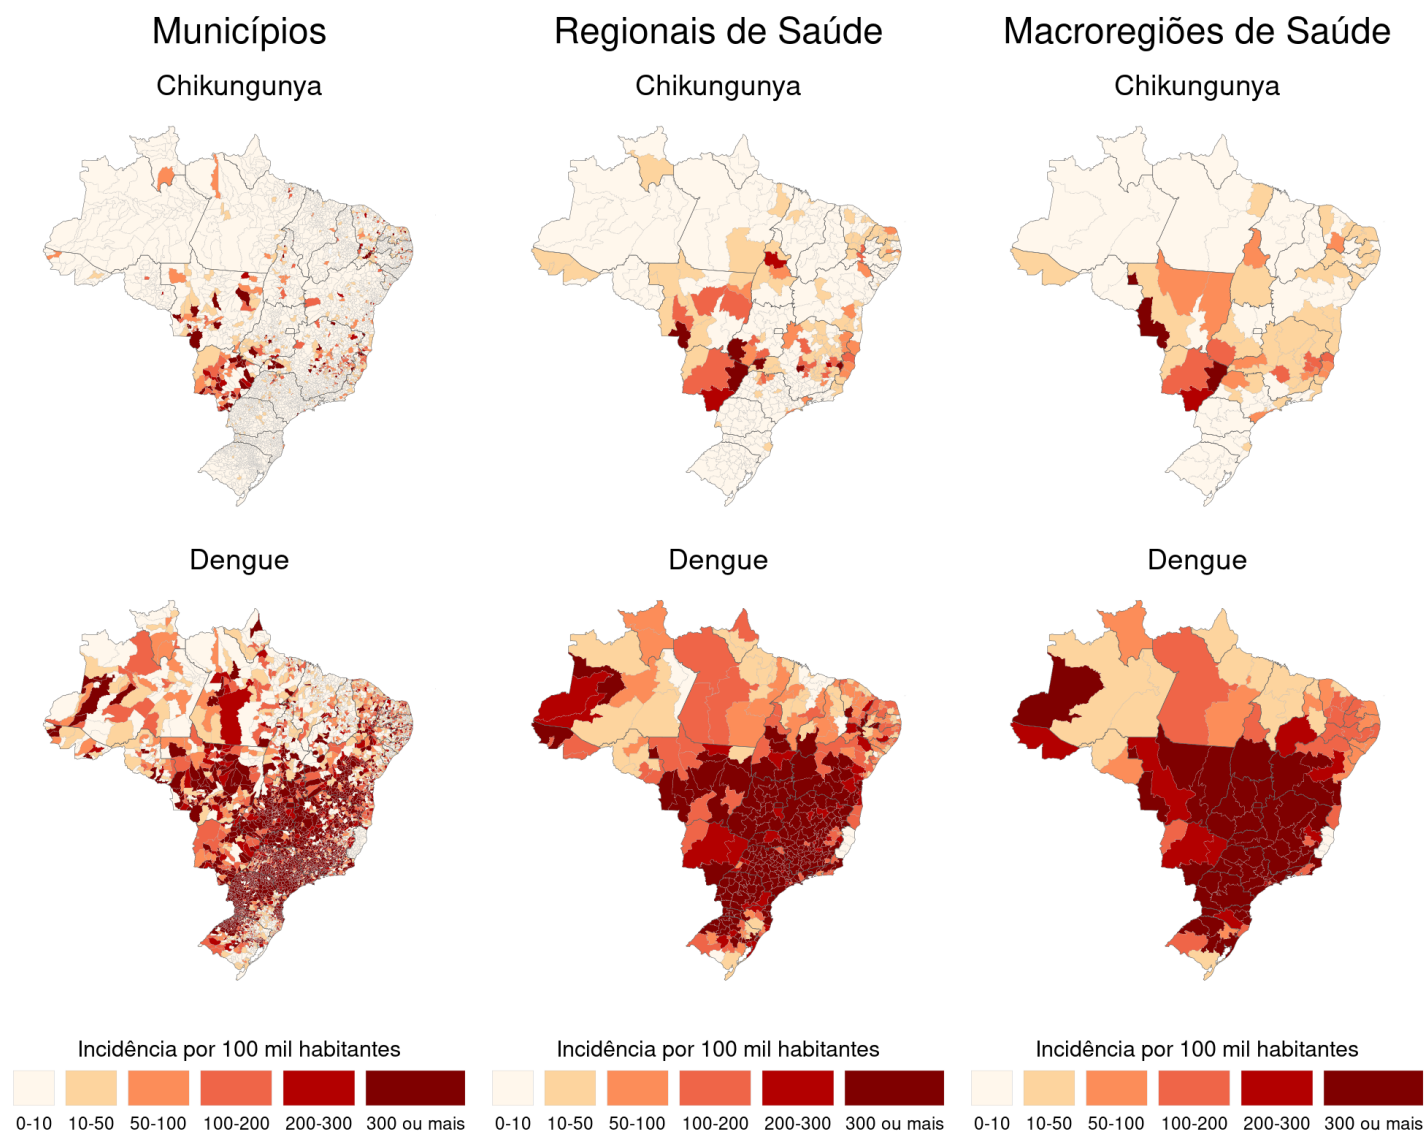 Municípios
Regionais de Saúde
Macroregiões de Saúde
Chikungunya
Chikungunya
Chikungunya
Dengue
Dengue
Dengue
Incidência por 100 mil habitantes
Incidência por 100 mil habitantes
Incidência por 100 mil habitantes
0-10 10-50 50-100 100-200 200-300 300 ou mais
0-10 10-50 50-100 100-200 200-300 300 ou mais
0-10 10-50 50-100 100-200 200-300 300 ou mais